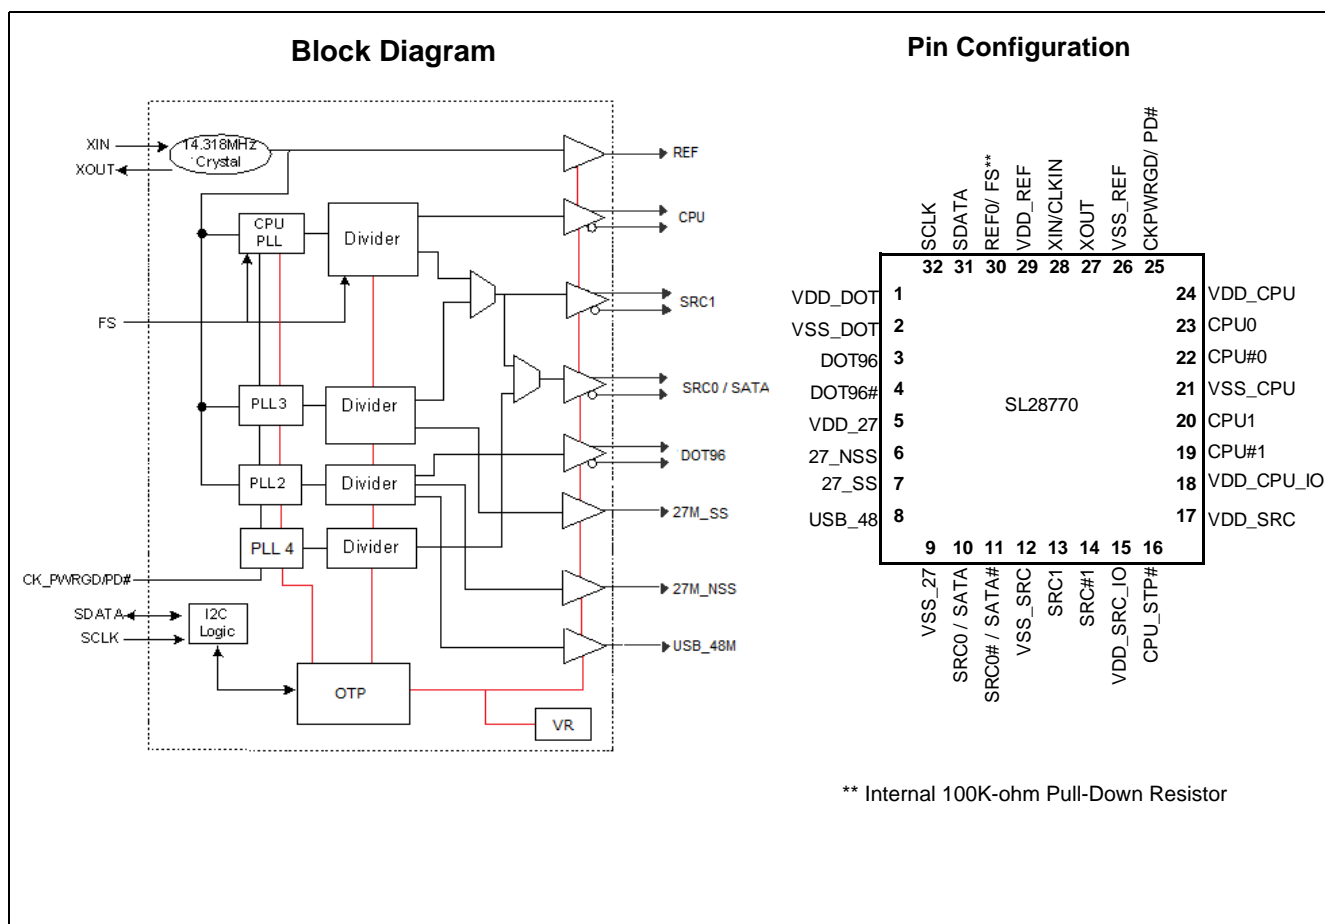 Block Diagram
Pin Configuration
XIN
XOUT
14.318MHz
Crystal
REF
CPU
PLL
Divider
CPU
SRC1
FS
SRC0 / SATA
PLL3
Divider
DOT96
PLL2
Divider
27M_SS
PLL 4
Divider
CK_PWRGD/PD#
27M_NSS
SDATA
SCLK
I2C
Logic
USB_48M
OTP
VR
SCLK
SDATA
REF0/ FS**
VDD_REF
XIN/CLKIN
XOUT
VSS_REF
CKPWRGD/ PD#
32 31 30 29 28 27 26 25
VDD_DOT 1
VSS_DOT 2
DOT96 3
DOT96# 4
VDD_27 5
27_NSS 6
27_SS 7
USB_48 8
SL28770
24 VDD_CPU
23 CPU0
22 CPU#0
21 VSS_CPU
20 CPU1
19 CPU#1
18 VDD_CPU_IO
17 VDD_SRC
9 10 11 12 13 14 15 16
VSS_27
SRC0 / SATA
SRC0# / SATA#
VSS_SRC
SRC1
SRC#1
VDD_SRC_IO
CPU_STP#
** Internal 100K-ohm Pull-Down Resistor